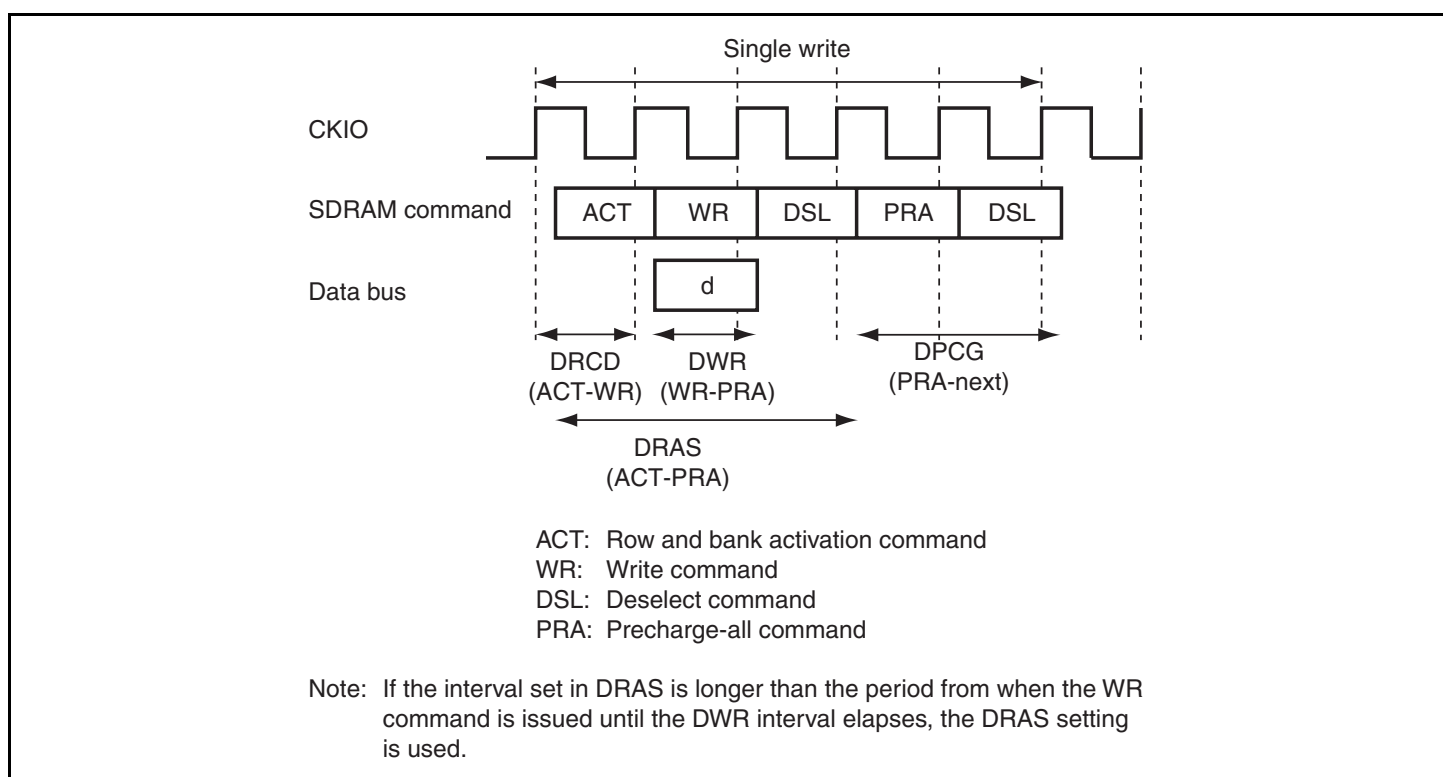 Single write
CKIO
SDRAM command
ACT
WR
DSL
PRA
DSL
Data bus
d
DRCD
(ACT-WR)
DWR
(WR-PRA)
DPCG
(PRA-next)
DRAS
(ACT-PRA)
ACT: Row and bank activation command
WR: Write command
DSL: Deselect command
PRA: Precharge-all command
Note: If the interval set in DRAS is longer than the period from when the WR
command is issued until the DWR interval elapses, the DRAS setting
is used.